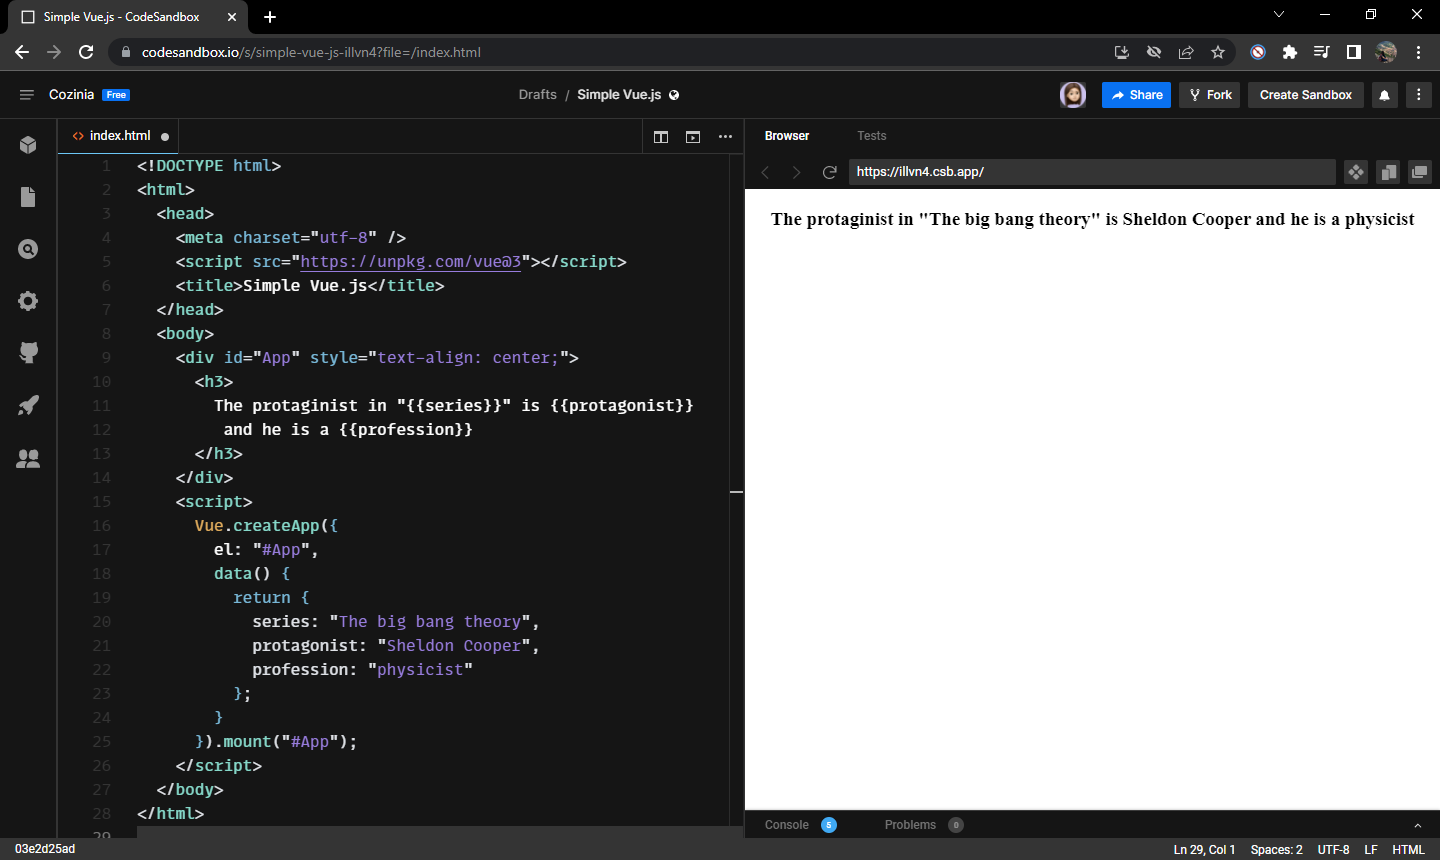 Simple Vue.js - CodeSandbox
codesandbox.io/s/simple-vue-js-illvn4?file=/index.html
Cozinia Free
Drafts / Simple Vue.js
Share Fork Create Sandbox
index.html
Browser Tests
https://illvn4.csb.app/
1 <!DOCTYPE html>
2 <html>
3 <head>
4 <meta charset="utf-8" />
5 <script src="https://unpkg.com/vue@3"></script>
6 <title>Simple Vue.js</title>
7 </head>
8 <body>
9 <div id="App" style="text-align: center;">
10 <h3>
11 The protaginist in "{{series}}" is {{protagonist}}
12 and he is a {{profession}}
13 </h3>
14 </div>
15 <script>
16 Vue.createApp({
17 el: "#App",
18 data() {
19 return {
20 series: "The big bang theory",
21 protagonist: "Sheldon Cooper",
22 profession: "physicist"
23 };
24 }
25 }).mount("#App");
26 </script>
27 </body>
28 </html>
29
The protaginist in "The big bang theory" is Sheldon Cooper and he is a physicist
Console 5 Problems 0
03e2d25ad
Ln 29, Col 1 Spaces: 2 UTF-8 LF HTML